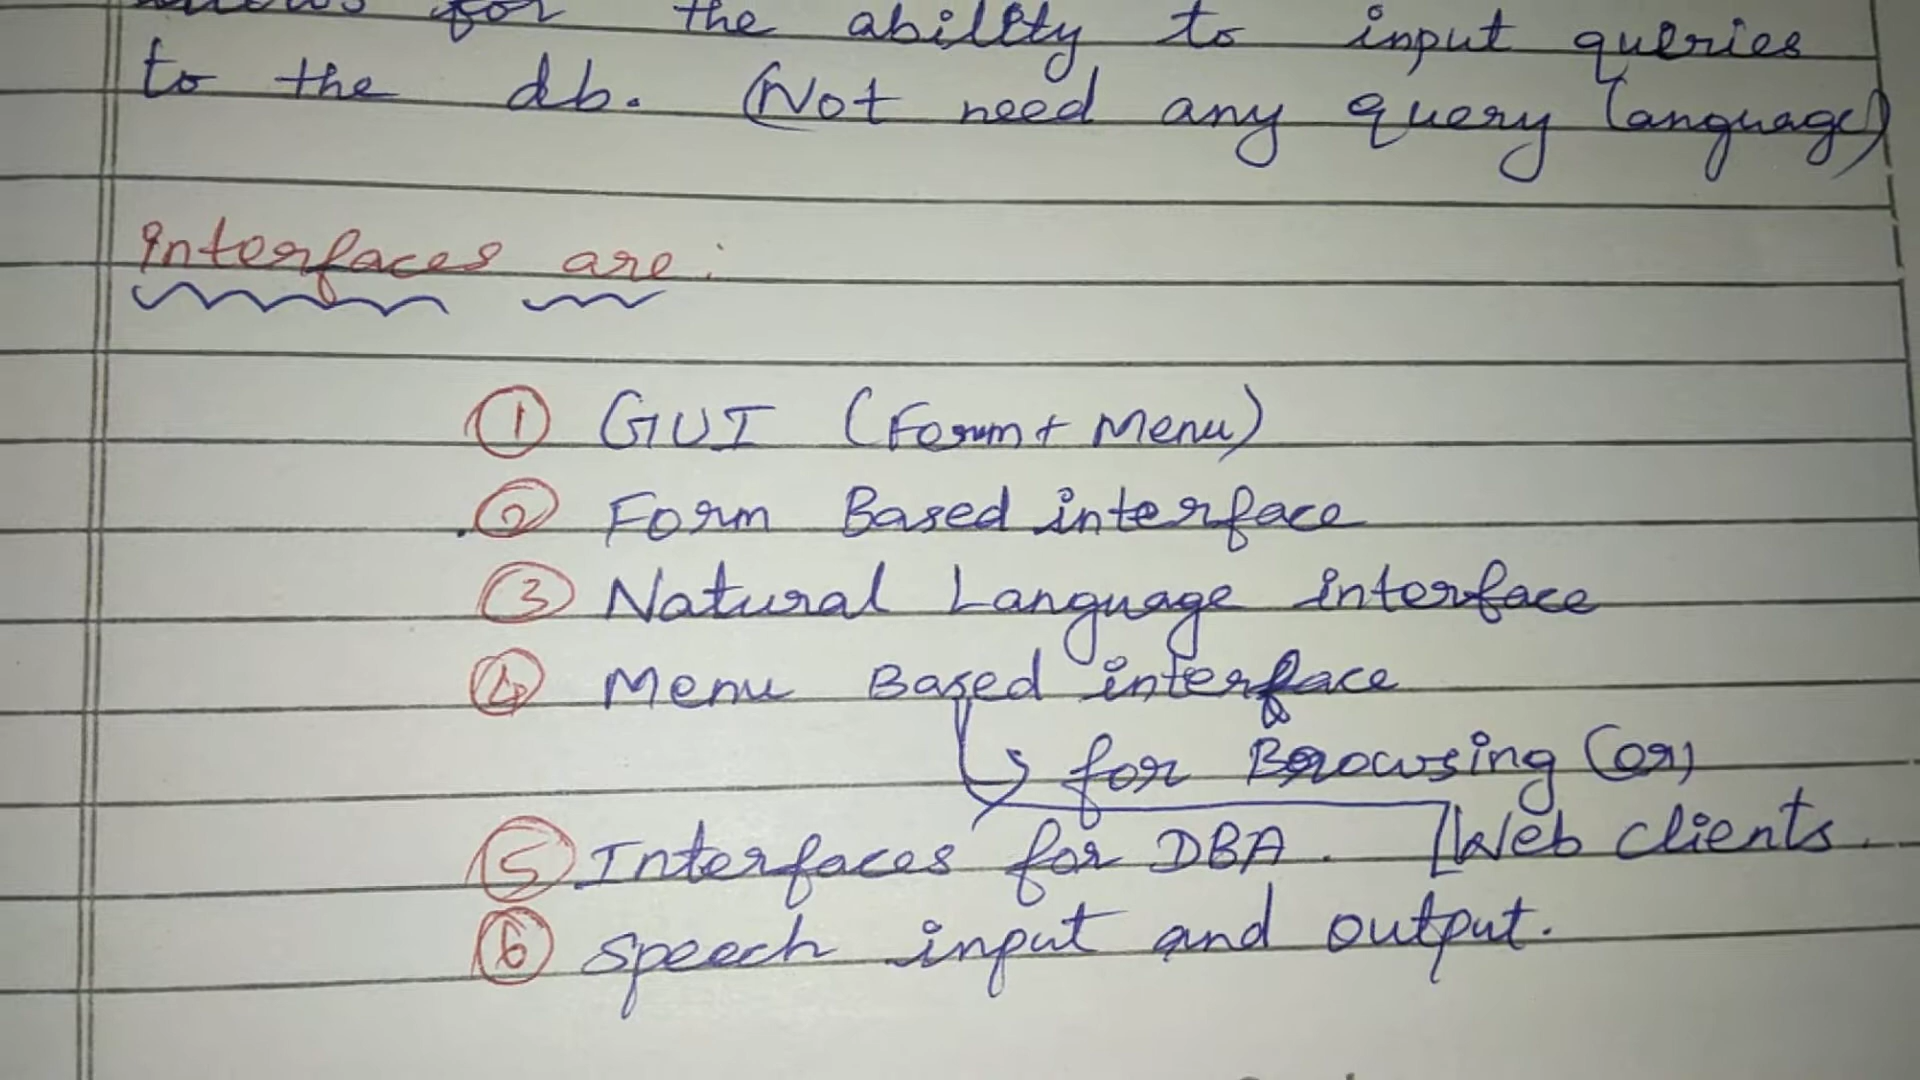 for the ability to input queries
to the db. (Not need any query language)
Interfaces are:
① GUI (Form + Menu)
② Form Based interface
③ Natural Language interface
④ Menu Based interface
for Browsing (or)
⑤ Interfaces for DBA. [Web clients.
⑥ speech input and output.